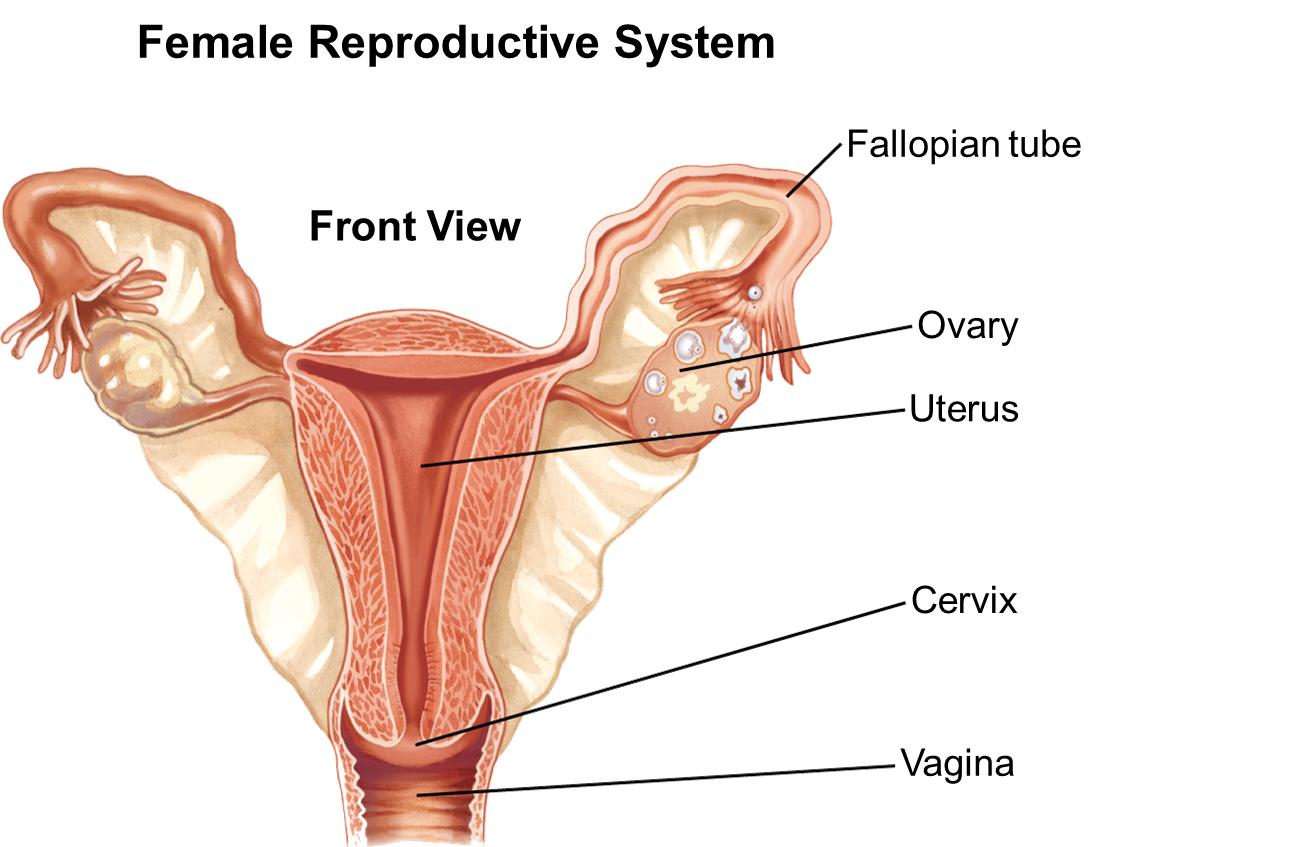 Female Reproductive System
Fallopian tube
Front View
Ovary
Uterus
Cervix
Vagina